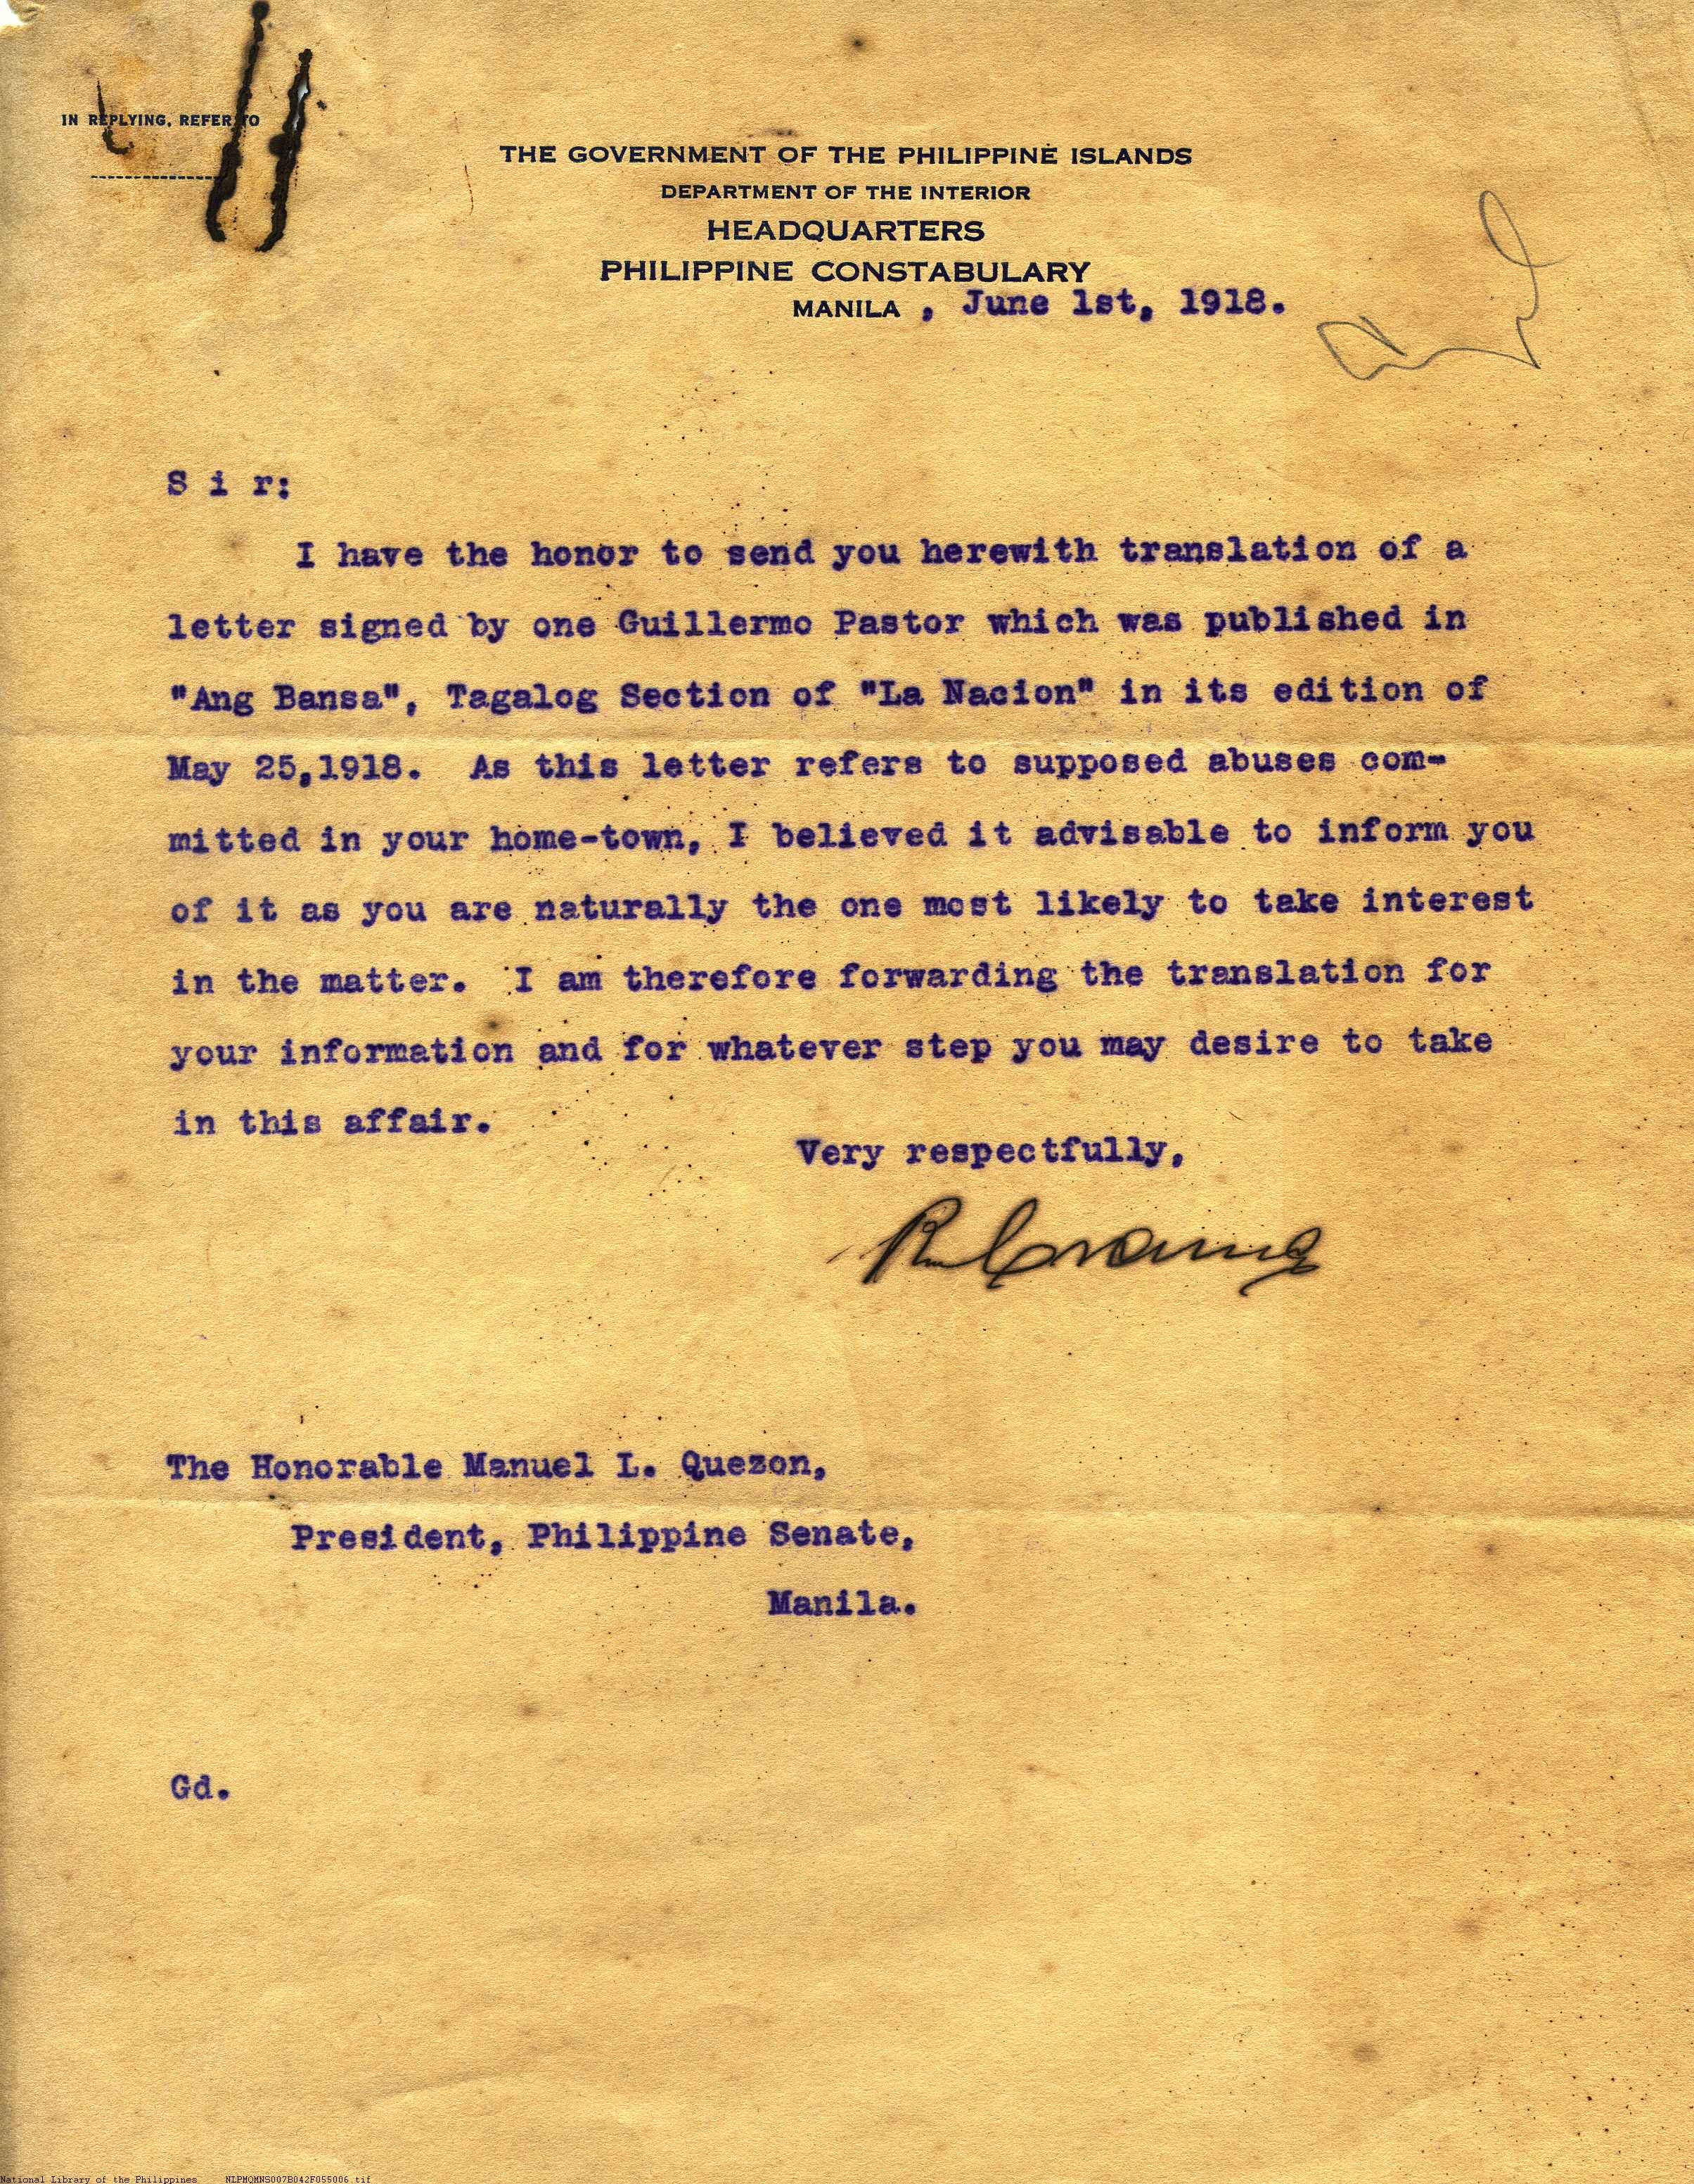 IN REPLYING, REFER TO
THE GOVERNMENT OF THE PHILIPPINE ISLANDS
DEPARTMENT OF THE INTERIOR
HEADQUARTERS
PHILIPPINE CONSTABULARY
MANILA , June 1st, 1918.
S i r:
I have the honor to send you herewith translation of a
letter signed by one Guillermo Pastor which was published in
"Ang Bansa", Tagalog Section of "La Nacion" in its edition of
May 25,1918. As this letter refers to supposed abuses com-
mitted in your home-town, I believed it advisable to inform you
of it as you are naturally the one most likely to take interest
in the matter. I am therefore forwarding the translation for
your information and for whatever step you may desire to take
in this affair.
Very respectfully,
The Honorable Manuel L. Quezon,
President, Philippine Senate,
Manila.
Gd.
National Library of the Philippines NLPMQMNS007B042F055006.tif